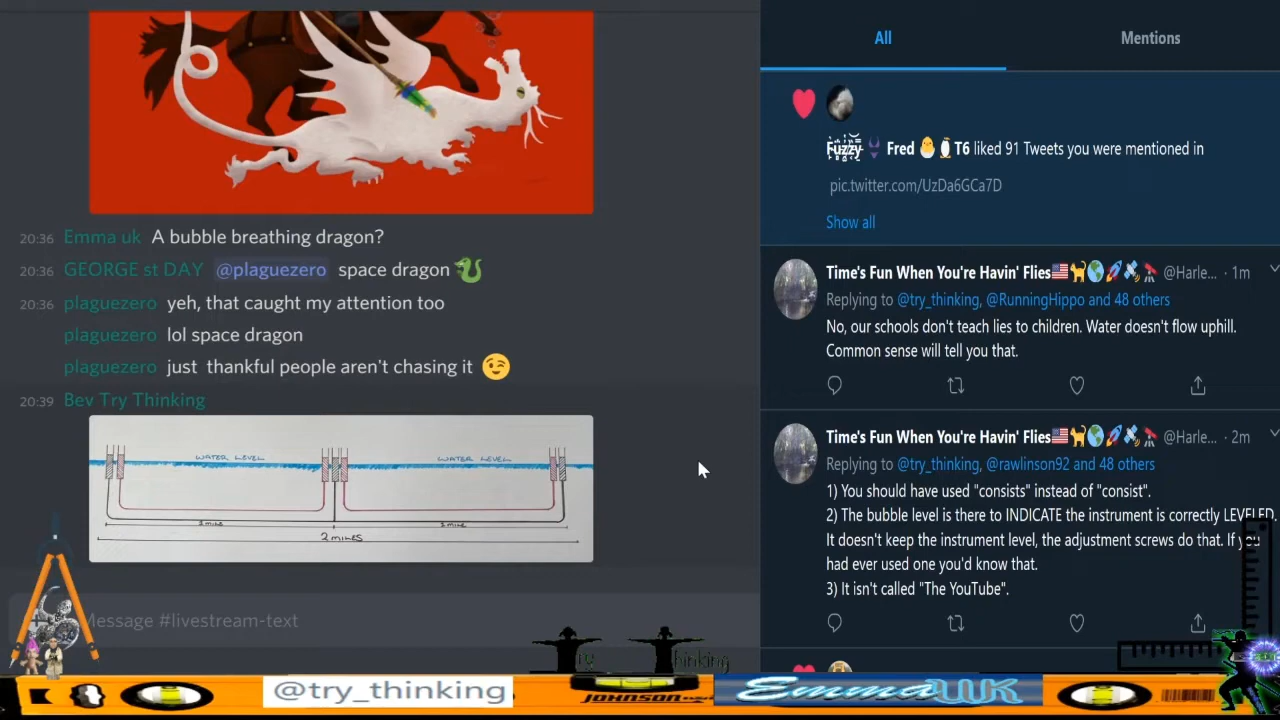 20:36 Emma uk A bubble breathing dragon?
20:36 GEORGE st DAY @plaguezero space dragon 🐉
20:36 plaguezero yeh, that caught my attention too
plaguezero lol space dragon
plaguezero just thankful people aren't chasing it 😉
20:39 Bev Try Thinking
WATER LEVEL WATER LEVEL
1 MILE 1 MILE
2 MILES
Message #livestream-text
All Mentions
Fuzzy Fred 🐣🐧T6 liked 91 Tweets you were mentioned in
pic.twitter.com/UzDa6GCa7D
Show all
Time's Fun When You're Havin' Flies🇺🇸🐈🌎🚀🛰️🔭 @Harle... · 1m
Replying to @try_thinking, @RunningHippo and 48 others
No, our schools don't teach lies to children. Water doesn't flow uphill.
Common sense will tell you that.
Time's Fun When You're Havin' Flies🇺🇸🐈🌎🚀🛰️🔭 @Harle... · 2m
Replying to @try_thinking, @rawlinson92 and 48 others
1) You should have used "consists" instead of "consist".
2) The bubble level is there to INDICATE the instrument is correctly LEVELED.
It doesn't keep the instrument level, the adjustment screws do that. If you
had ever used one you'd know that.
3) It isn't called "The YouTube".
Try Thinking
@try_thinking
JOHNSON
EmmaUK